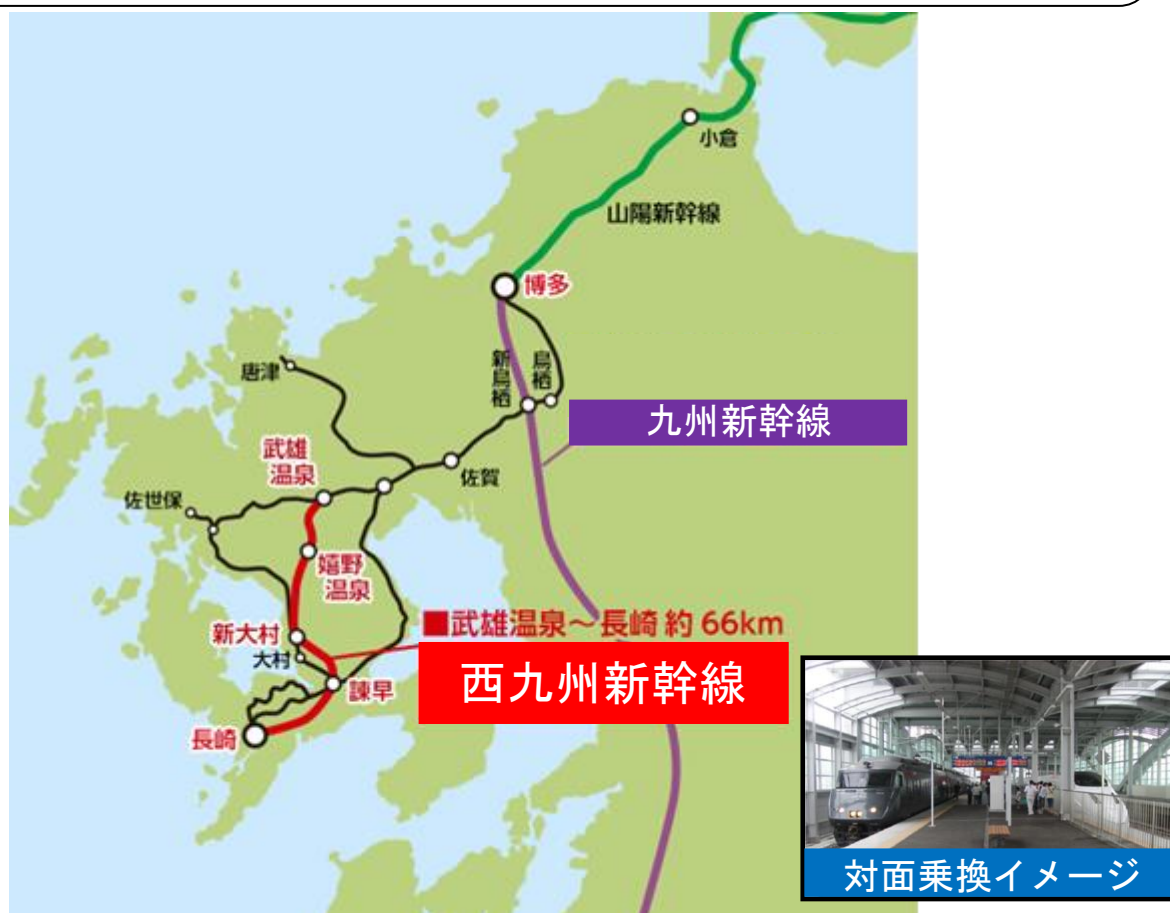 小倉
山陽新幹線
博多
新鳥栖
鳥栖
唐津
九州新幹線
武雄
温泉
佐賀
佐世保
嬉野
温泉
■武雄温泉~長崎 約 66km
新大村
大村
西九州新幹線
諫早
長崎
対面乗換イメージ